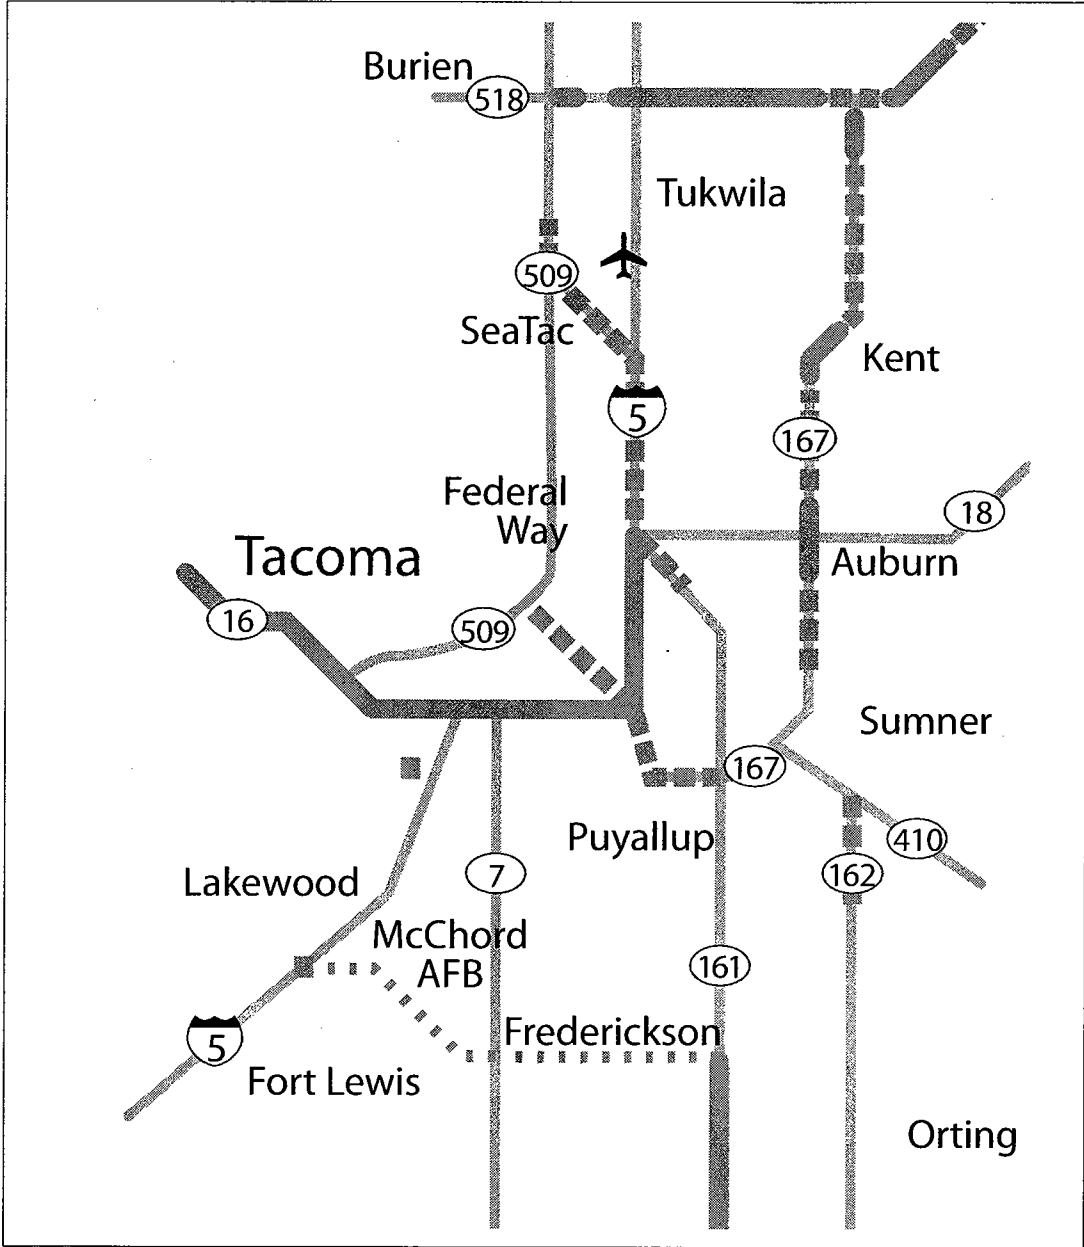 Burien
518
Tukwila
509
SeaTac
Kent
5
167
Federal
Way
18
Tacoma
Auburn
16
509
Sumner
167
Puyallup
410
Lakewood
7
162
McChord
AFB
161
Frederickson
5
Fort Lewis
Orting